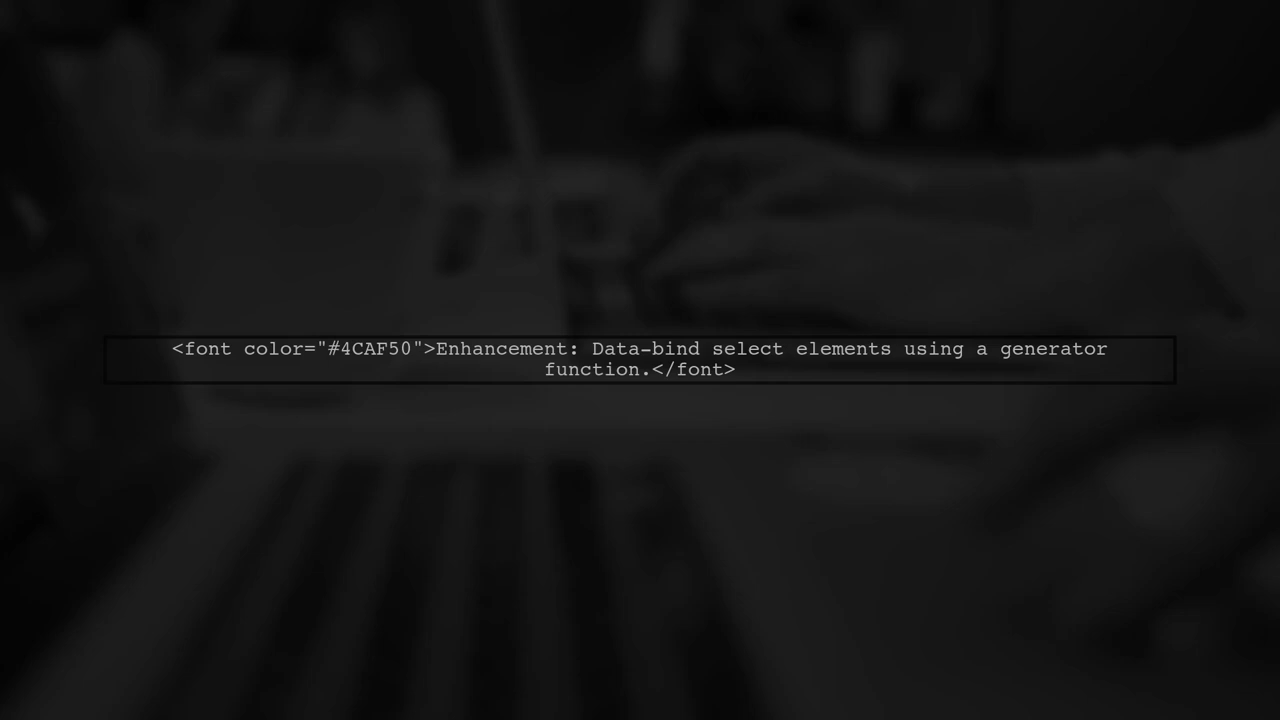 <font color="#4CAF50">Enhancement: Data-bind select elements using a generator
function.</font>